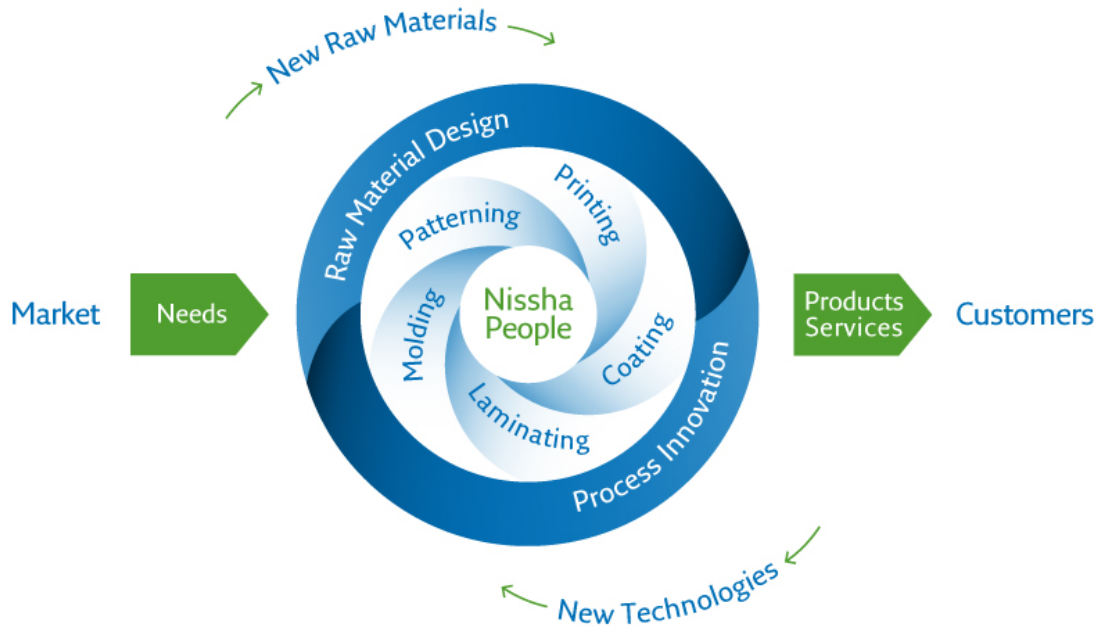 New Raw Materials
Raw Material Design
Printing
Patterning
Market
Needs
Molding
Nissha
People
Coating
Laminating
Process Innovation
Products
Services
Customers
New Technologies